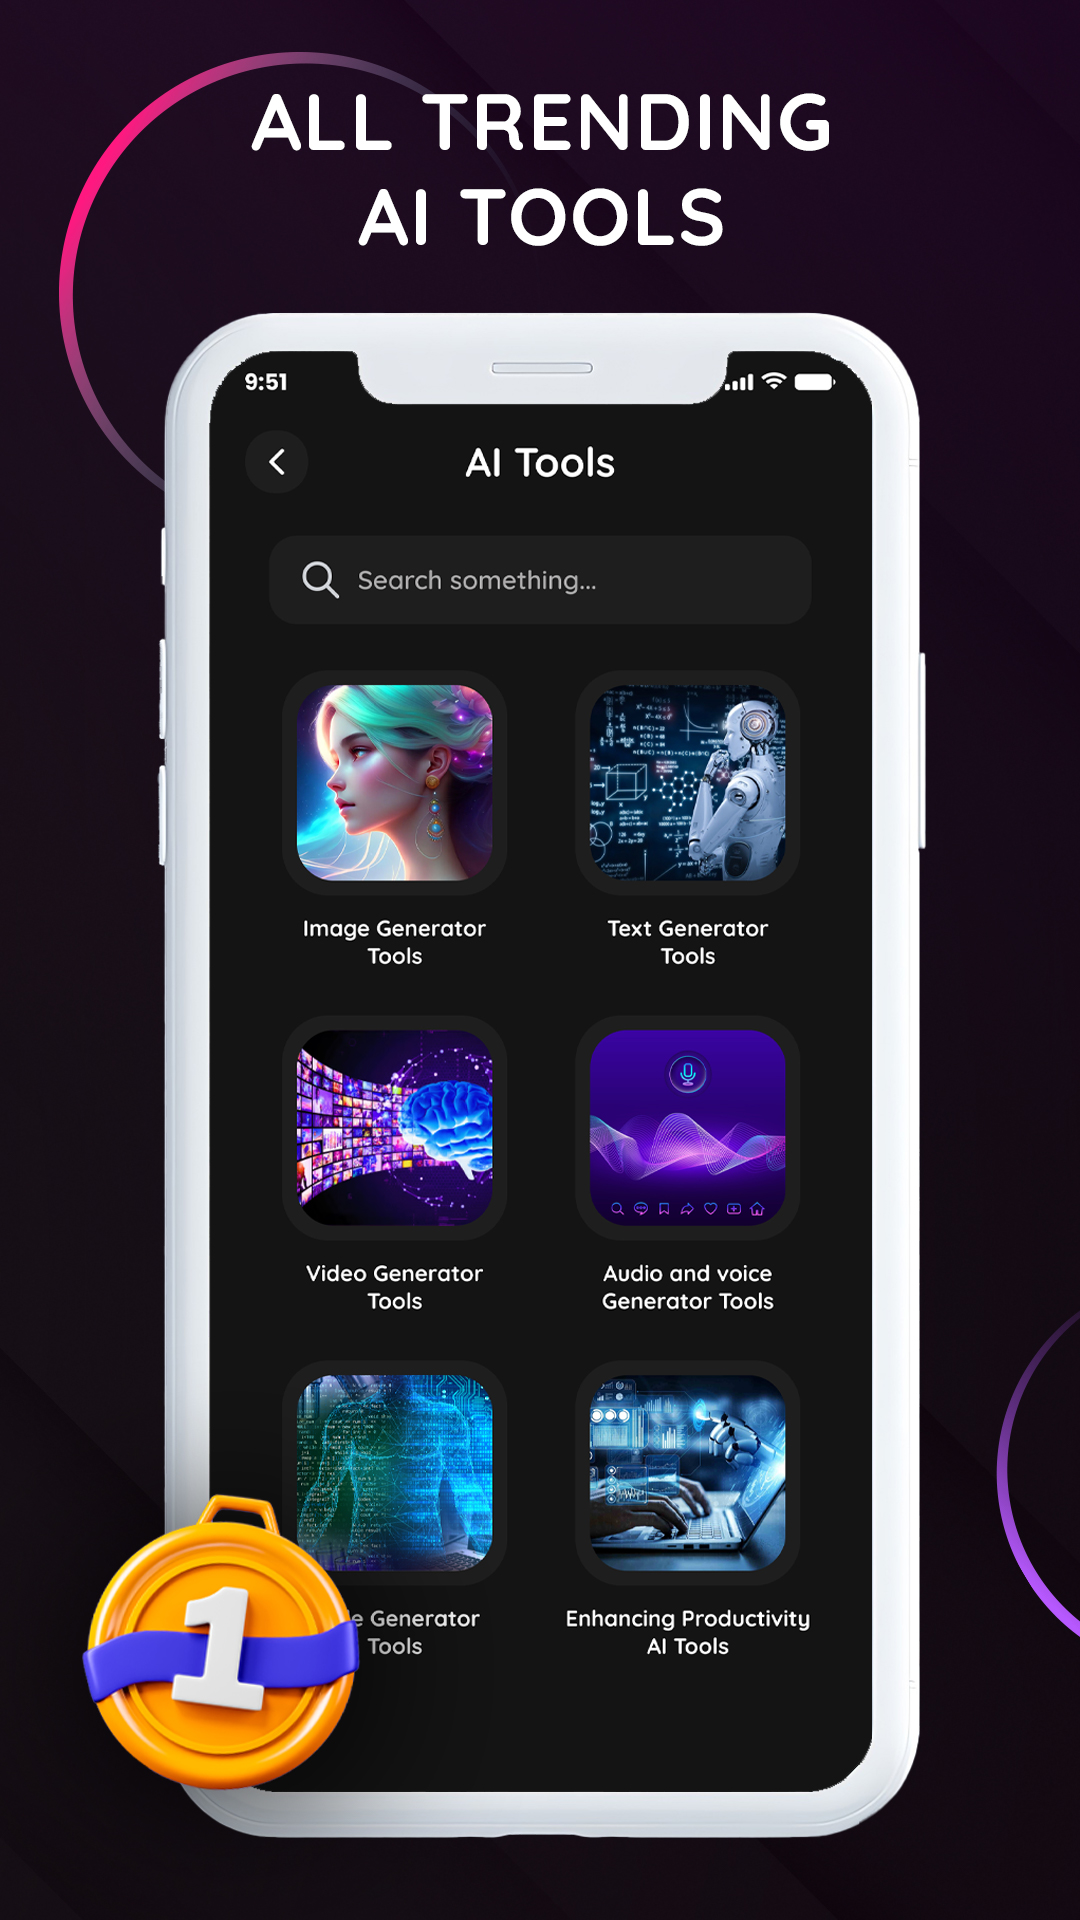 ALL TRENDING
AI TOOLS
9:51
AI Tools
Search something...
Image Generator
Tools
Text Generator
Tools
Video Generator
Tools
Audio and voice
Generator Tools
Generator
Tools
Enhancing Productivity
AI Tools
1